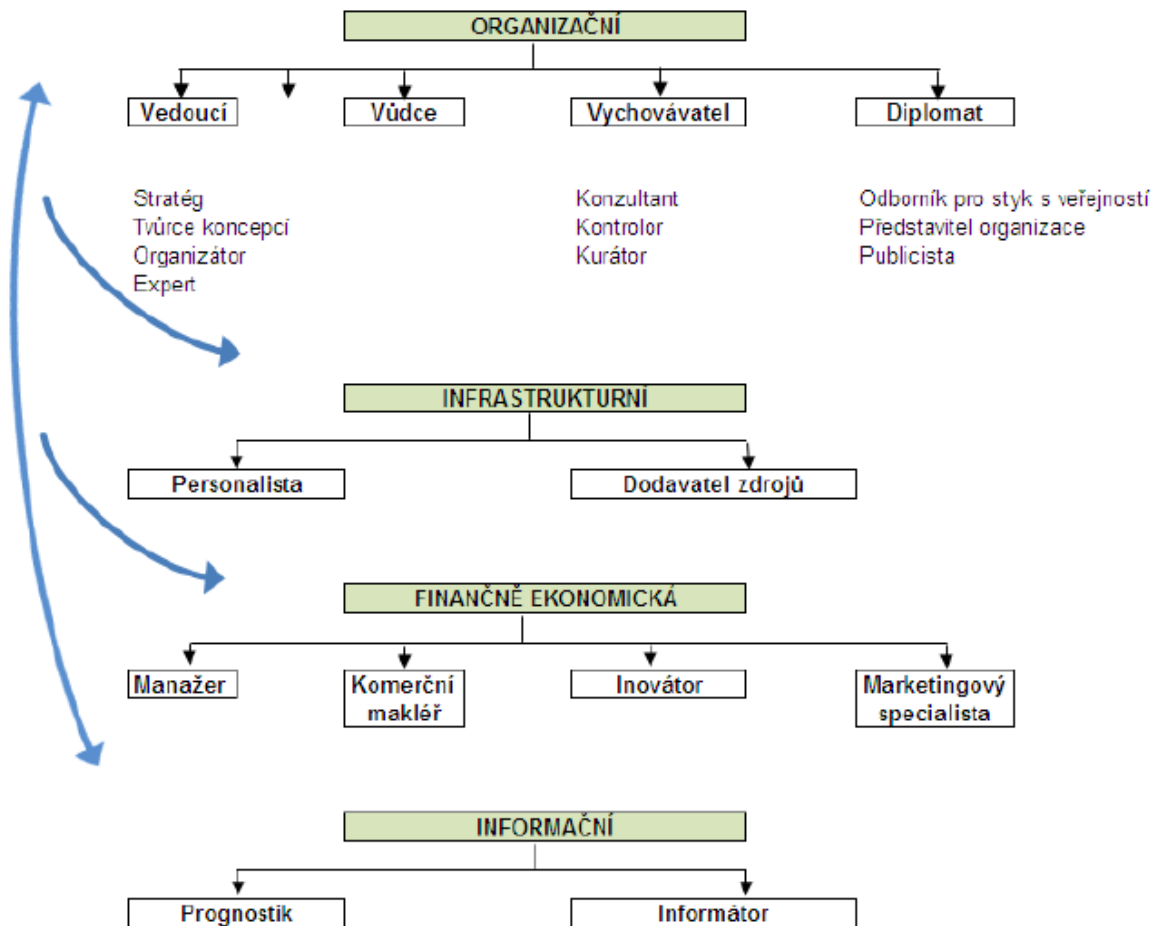 ORGANIZAČNÍ
Vedoucí
Vůdce
Vychovávatel
Diplomat
Stratég
Tvůrce koncepcí
Organizátor
Expert
Konzultant
Kontrolor
Kurátor
Odborník pro styk s veřejností
Představitel organizace
Publicista
INFRASTRUKTURNÍ
Personalista
Dodavatel zdrojů
FINANČNĚ EKONOMICKÁ
Manažer
Komerční
makléř
Inovátor
Marketingový
specialista
INFORMAČNÍ
Prognostik
Informátor